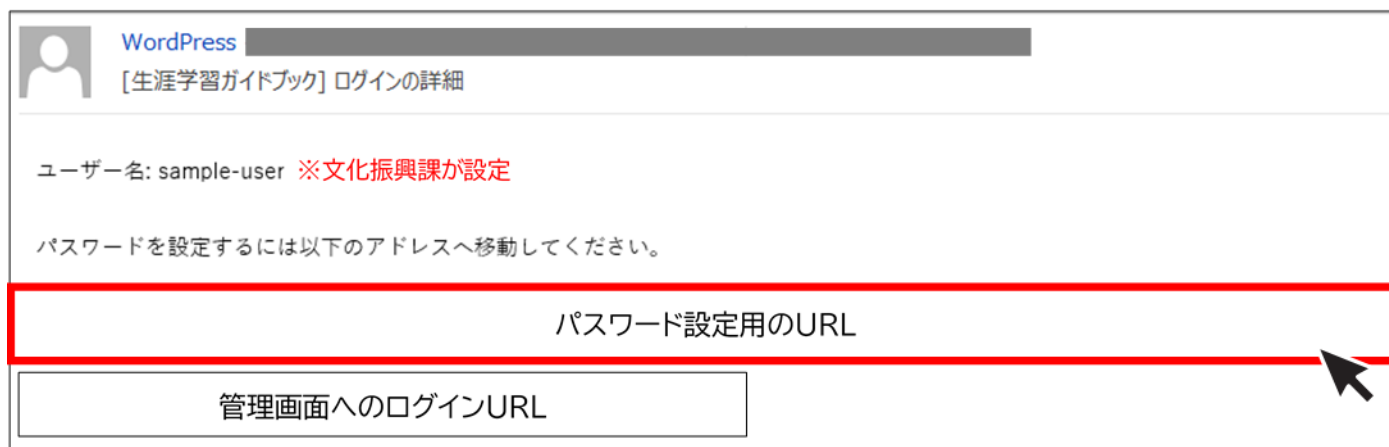 WordPress
[生涯学習ガイドブック] ログインの詳細
ユーザー名: sample-user ※文化振興課が設定
パスワードを設定するには以下のアドレスへ移動してください。
パスワード設定用のURL
管理画面へのログインURL